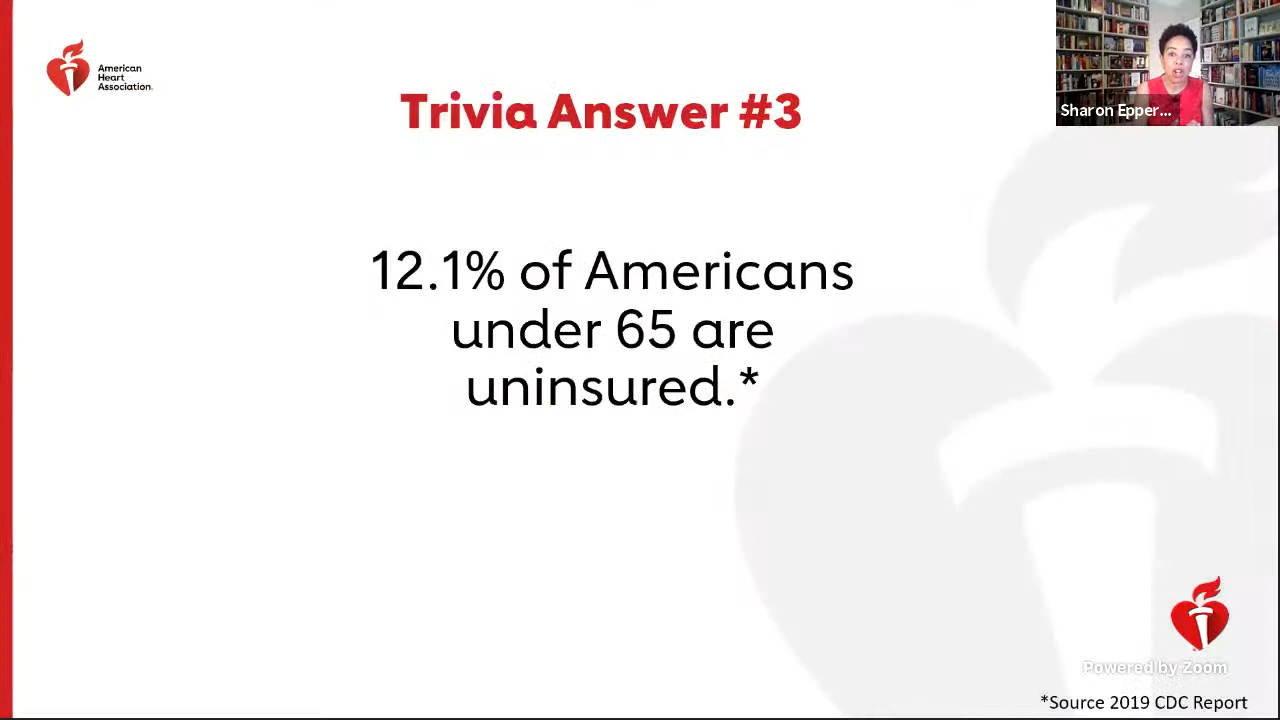 American
Heart
Association.
Trivia Answer #3
Sharon Epper...
12.1% of Americans
under 65 are
uninsured.*
Powered by Zoom
*Source 2019 CDC Report